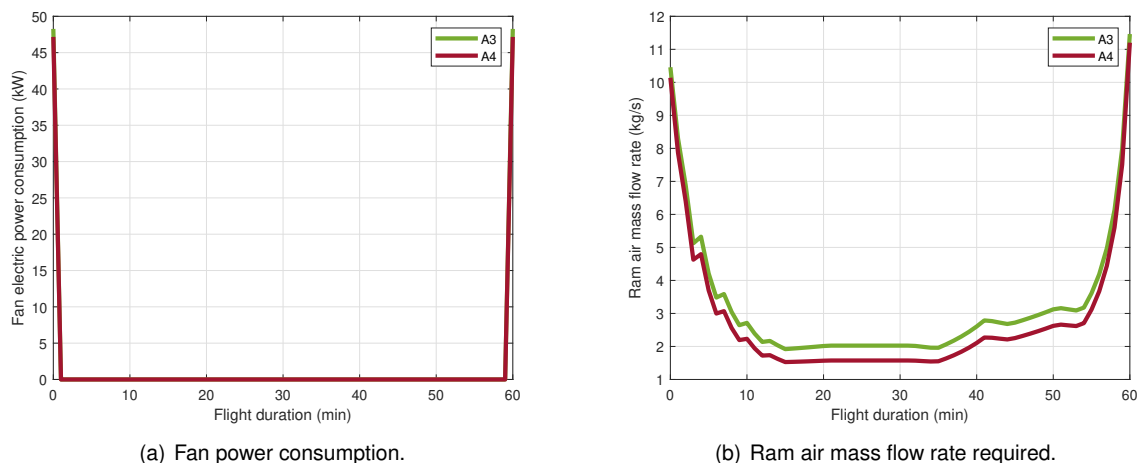 50
45
40
35
30
25
20
15
10
5
0
Fan electric power consumption (kW)
A3
A4
0 10 20 30 40 50 60
Flight duration (min)
(a) Fan power consumption.
12
11
10
9
8
7
6
5
4
3
2
1
Ram air mass flow rate (kg/s)
A3
A4
0 10 20 30 40 50 60
Flight duration (min)
(b) Ram air mass flow rate required.